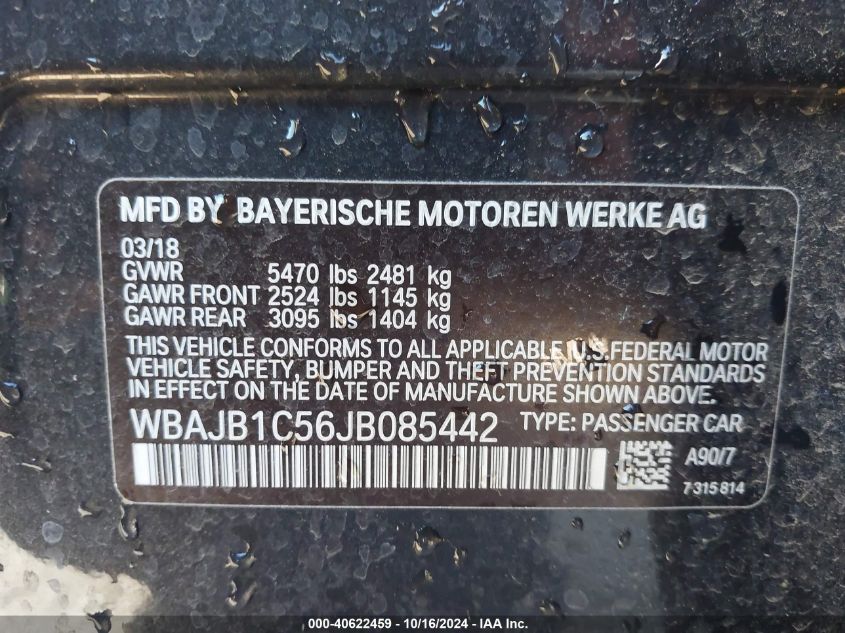 MFD BY BAYERISCHE MOTOREN WERKE AG
03/18
GVWR 5470 lbs 2481 kg
GAWR FRONT 2524 lbs 1145 kg
GAWR REAR 3095 lbs 1404 kg
THIS VEHICLE CONFORMS TO ALL APPLICABLE U.S. FEDERAL MOTOR
VEHICLE SAFETY, BUMPER AND THEFT PREVENTION STANDARDS
IN EFFECT ON THE DATE OF MANUFACTURE SHOWN ABOVE.
WBAJB1C56JB085442 TYPE: PASSENGER CAR
A90/7
7 315 814
000-40622459 - 10/16/2024 - IAA Inc.